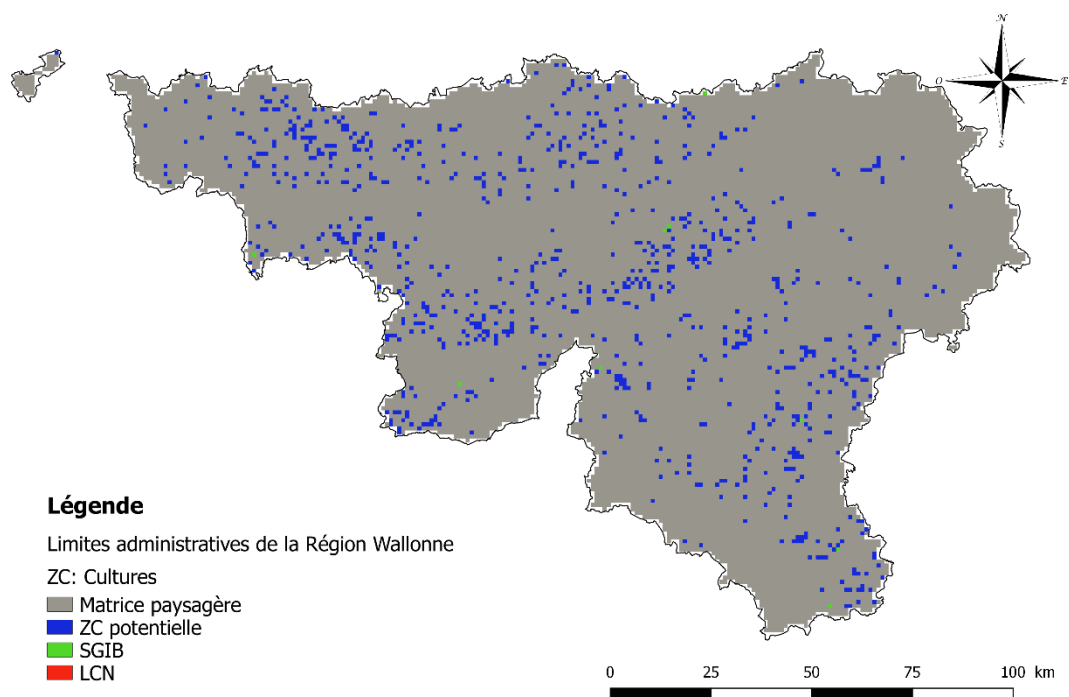 N
O
E
S
Légende
Limites administratives de la Région Wallonne
ZC: Cultures
Matrice paysagère
ZC potentielle
SGIB
LCN
0 25 50 75 100 km